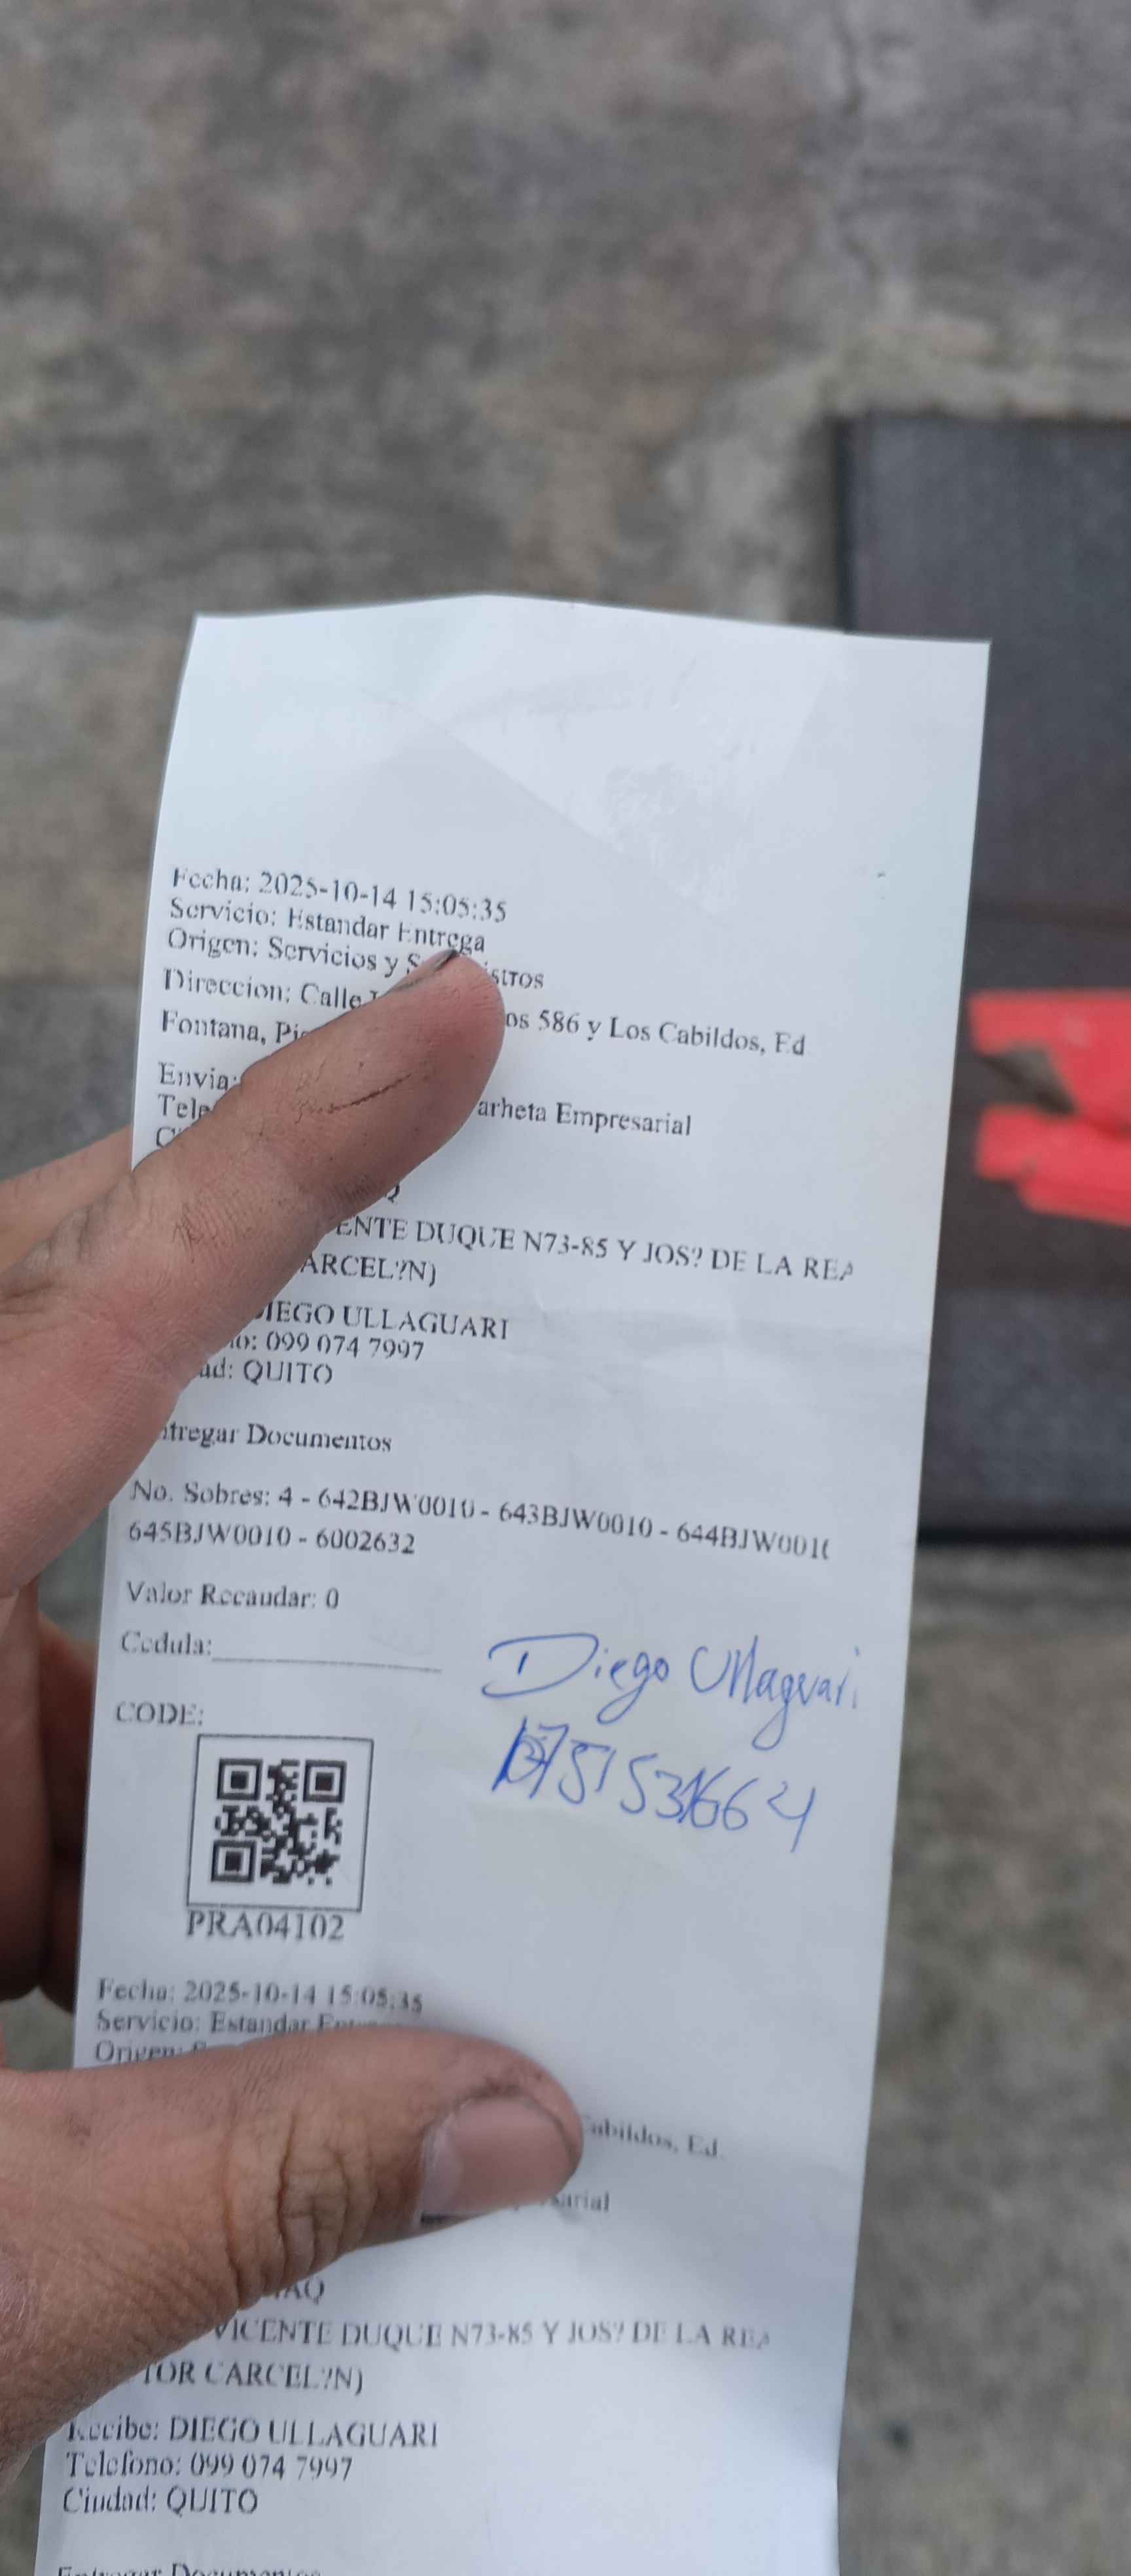 Fecha: 2025-10-14 15:05:35
Servicio: Estandar Entrega
Origen: Servicios y
Direccion: Calle os 586 y Los Cabildos, Ed
Fontana,
Envia:
arheta Empresarial
ENTE DUQUE N73-85 Y JOS? DE LA REA
ARCEL?N)
DIEGO ULLAGUARI
099 074 7997
ad: QUITO
ntregar Documentos
No. Sobres: 4 - 642BJW0010 - 643BJW0010 - 644BJW001
645BJW0010 - 6002632
Valor Recaudar: 0
Cedula:
Diego Ullaguari
CODE:
PRA04102
Fecha: 2025-10-14 15:05:35
Servicio: Estandar
Origen:
abildos, Ed
sarial
AQ
VICENTE DUQUE N73-85 Y JOS? DE LA REA
TOR CARCEL?N)
Recibe: DIEGO ULLAGUARI
Telefono: 099 074 7997
Ciudad: QUITO
Entregar Documentos